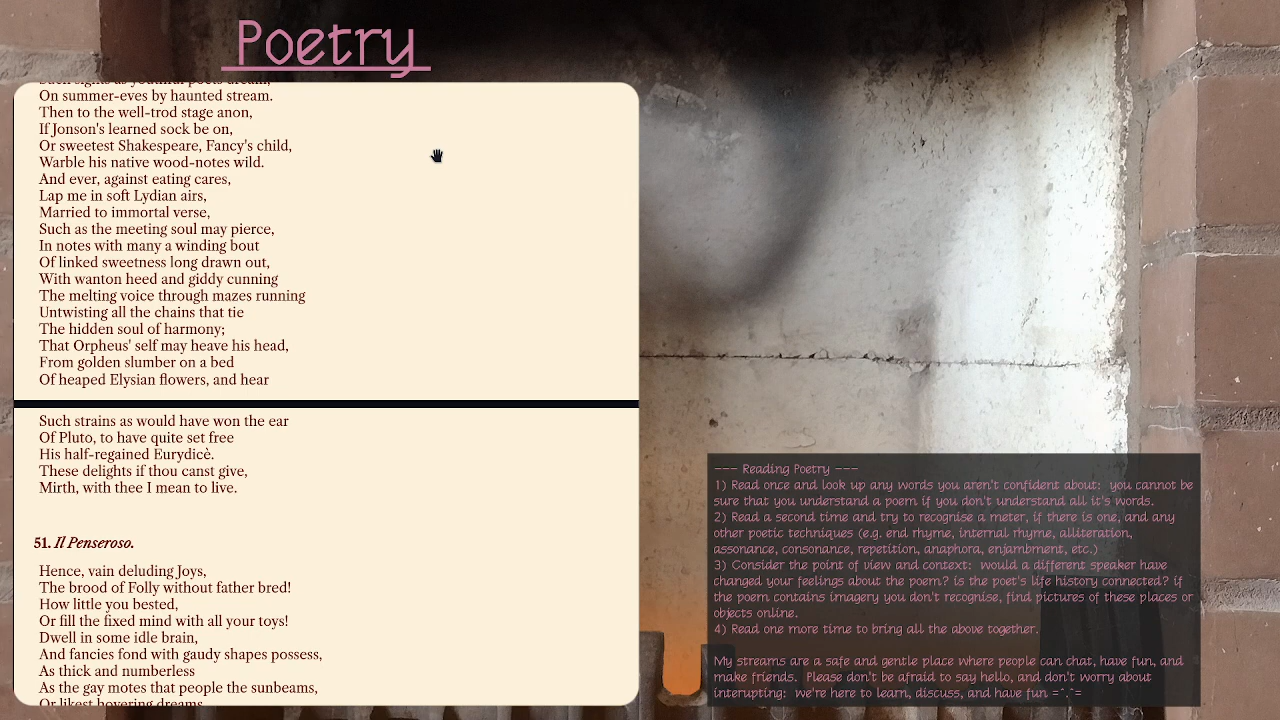 Poetry
Such sights as youthful poets dream,
On summer-eves by haunted stream.
Then to the well-trod stage anon,
If Jonson's learned sock be on,
Or sweetest Shakespeare, Fancy's child,
Warble his native wood-notes wild.
And ever, against eating cares,
Lap me in soft Lydian airs,
Married to immortal verse,
Such as the meeting soul may pierce,
In notes with many a winding bout
Of linked sweetness long drawn out,
With wanton heed and giddy cunning
The melting voice through mazes running
Untwisting all the chains that tie
The hidden soul of harmony;
That Orpheus' self may heave his head,
From golden slumber on a bed
Of heaped Elysian flowers, and hear
Such strains as would have won the ear
Of Pluto, to have quite set free
His half-regained Eurydicè.
These delights if thou canst give,
Mirth, with thee I mean to live.
51. Il Penseroso.
Hence, vain deluding Joys,
The brood of Folly without father bred!
How little you bested,
Or fill the fixed mind with all your toys!
Dwell in some idle brain,
And fancies fond with gaudy shapes possess,
As thick and numberless
As the gay motes that people the sunbeams,
Or likest hovering dreams
--- Reading Poetry ---
1) Read once and look up any words you aren't confident about: you cannot be
sure that you understand a poem if you don't understand all it's words.
2) Read a second time and try to recognise a meter, if there is one, and any
other poetic techniques (e.g. end rhyme, internal rhyme, alliteration,
assonance, consonance, repetition, anaphora, enjambment, etc.)
3) Consider the point of view and context: would a different speaker have
changed your feelings about the poem? is the poet's life history connected? if
the poem contains imagery you don't recognise, find pictures of these places or
objects online.
4) Read one more time to bring all the above together.
My streams are a safe and gentle place where people can chat, have fun, and
make friends. Please don't be afraid to say hello, and don't worry about
interupting: we're here to learn, discuss, and have fun =^.^=